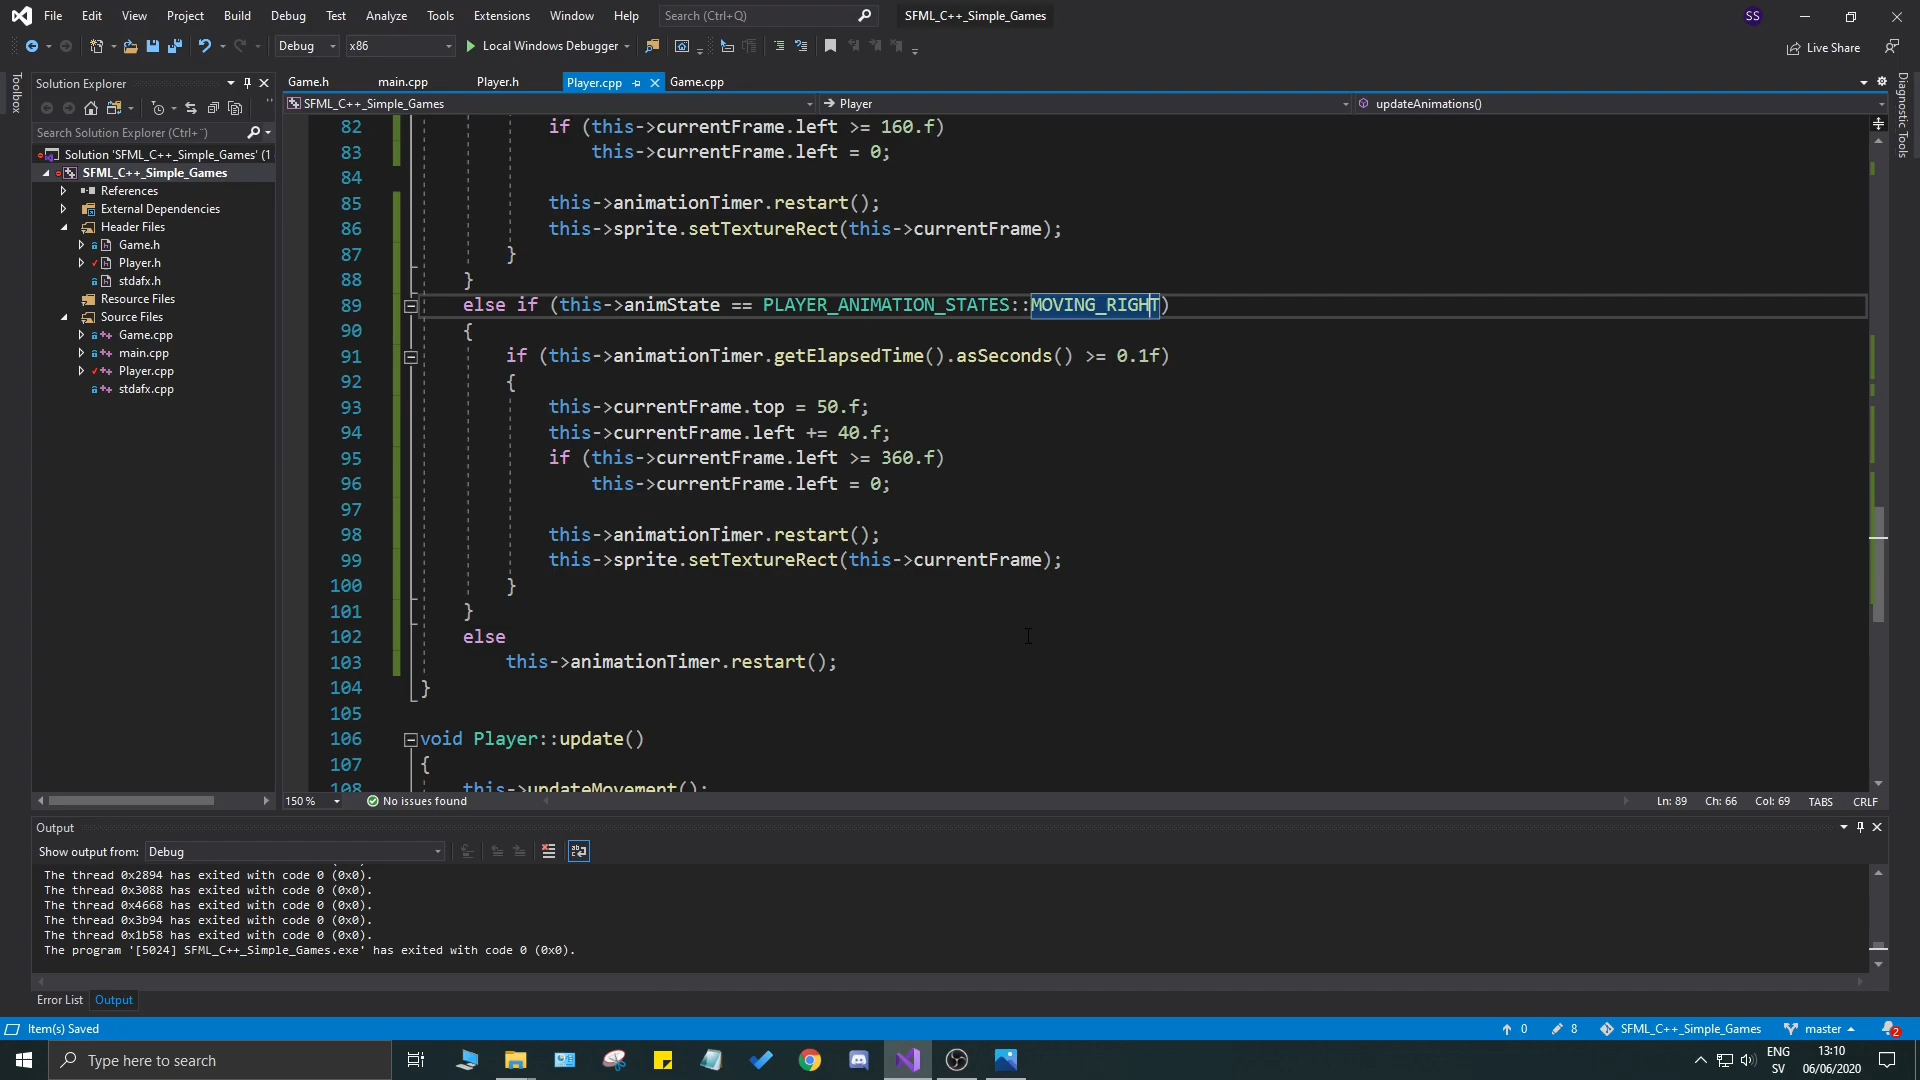 File Edit View Project Build Debug Test Analyze Tools Extensions Window Help Search (Ctrl+Q) SFML_C++_Simple_Games SS
Debug x86 Local Windows Debugger Live Share
Toolbox
Solution Explorer
Game.h main.cpp Player.h Player.cpp Game.cpp
Diagnostic Tools
SFML_C++_Simple_Games Player updateAnimations()
Search Solution Explorer (Ctrl+¨)
Solution 'SFML_C++_Simple_Games' (1
SFML_C++_Simple_Games
References
External Dependencies
Header Files
Game.h
Player.h
stdafx.h
Resource Files
Source Files
Game.cpp
main.cpp
Player.cpp
stdafx.cpp
82 if (this->currentFrame.left >= 160.f)
83 this->currentFrame.left = 0;
84
85 this->animationTimer.restart();
86 this->sprite.setTextureRect(this->currentFrame);
87 }
88 }
89 else if (this->animState == PLAYER_ANIMATION_STATES::MOVING_RIGHT)
90 {
91 if (this->animationTimer.getElapsedTime().asSeconds() >= 0.1f)
92 {
93 this->currentFrame.top = 50.f;
94 this->currentFrame.left += 40.f;
95 if (this->currentFrame.left >= 360.f)
96 this->currentFrame.left = 0;
97
98 this->animationTimer.restart();
99 this->sprite.setTextureRect(this->currentFrame);
100 }
101 }
102 else
103 this->animationTimer.restart();
104 }
105
106 void Player::update()
107 {
108 this->updateMovement();
150 % No issues found Ln: 89 Ch: 66 Col: 69 TABS CRLF
Output
Show output from: Debug
The thread 0x2894 has exited with code 0 (0x0).
The thread 0x3088 has exited with code 0 (0x0).
The thread 0x4668 has exited with code 0 (0x0).
The thread 0x3b94 has exited with code 0 (0x0).
The thread 0x1b58 has exited with code 0 (0x0).
The program '[5024] SFML_C++_Simple_Games.exe' has exited with code 0 (0x0).
Error List Output
Item(s) Saved 0 8 SFML_C++_Simple_Games master 2
Type here to search
ENG
SV
13:10
06/06/2020